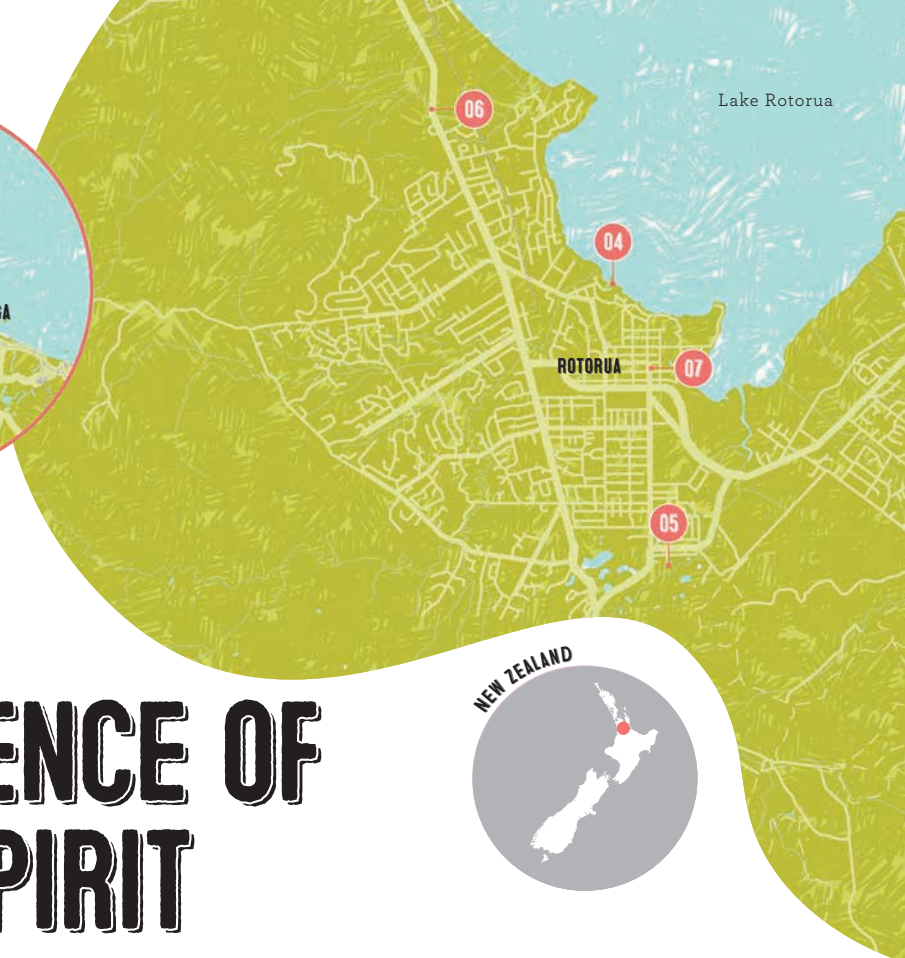 Lake Rotorua
06
04
ROTORUA
07
05
NEW ZEALAND
ENCE OF
PIRIT